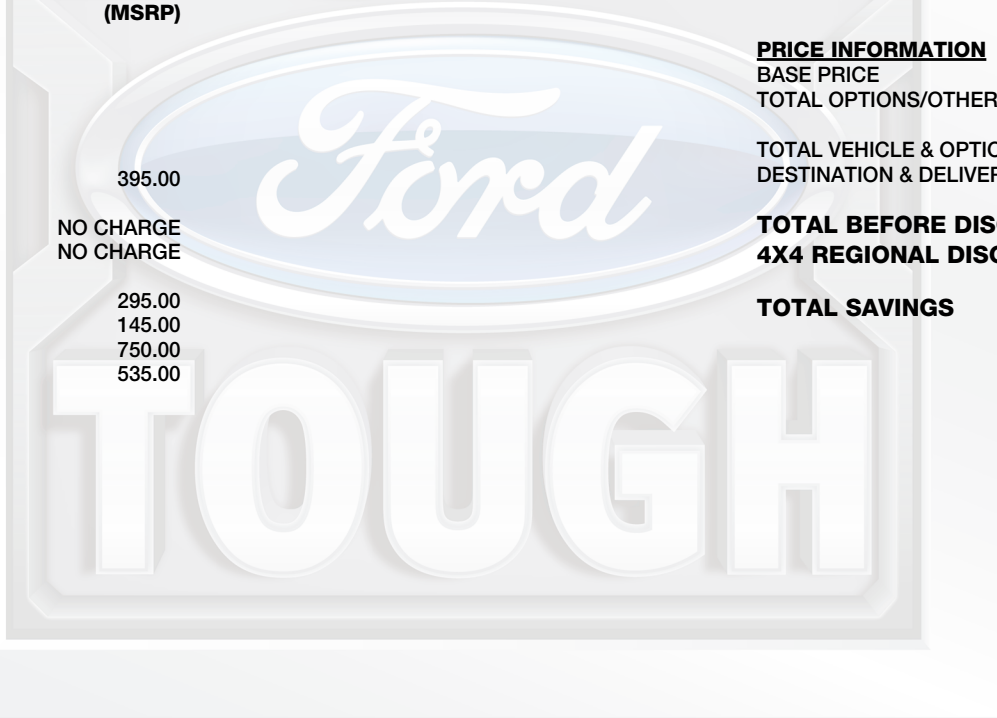 (MSRP)
395.00
NO CHARGE
NO CHARGE
295.00
145.00
750.00
535.00
PRICE INFORMATION
BASE PRICE
TOTAL OPTIONS/OTHER
TOTAL VEHICLE & OPTIO
DESTINATION & DELIVER
TOTAL BEFORE DIS
4X4 REGIONAL DIS
TOTAL SAVINGS
Ford
TOUGH